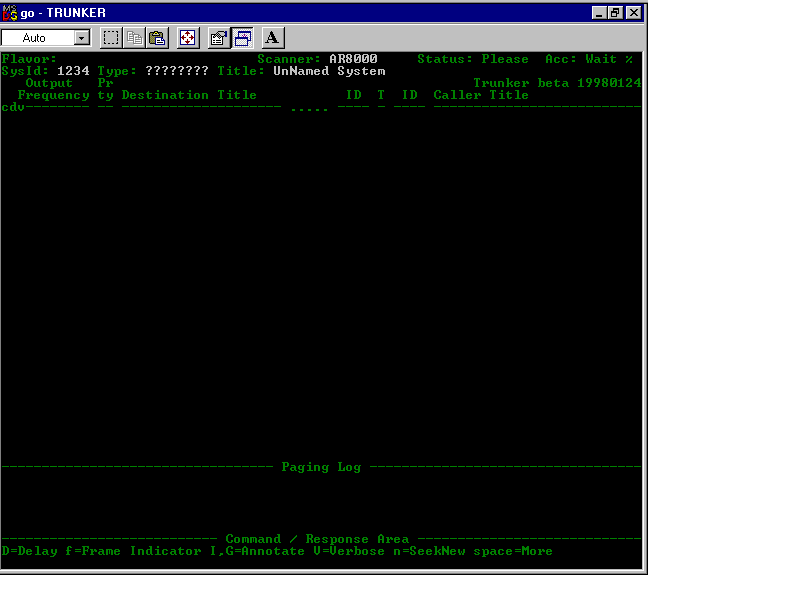 go - TRUNKER
Auto
A
Flavor: Scanner: AR8000 Status: Please Acc: Wait %
SysId: 1234 Type: ???????? Title: UnNamed System
Output Pr Trunker beta 19980124
Frequency ty Destination Title ID T ID Caller Title
cdv--------- -- -------------------- ..... ---- - ---- --------------------------
Paging Log
Command / Response Area
D=Delay f=Frame Indicator I,G=Annotate V=Verbose n=SeekNew space=More